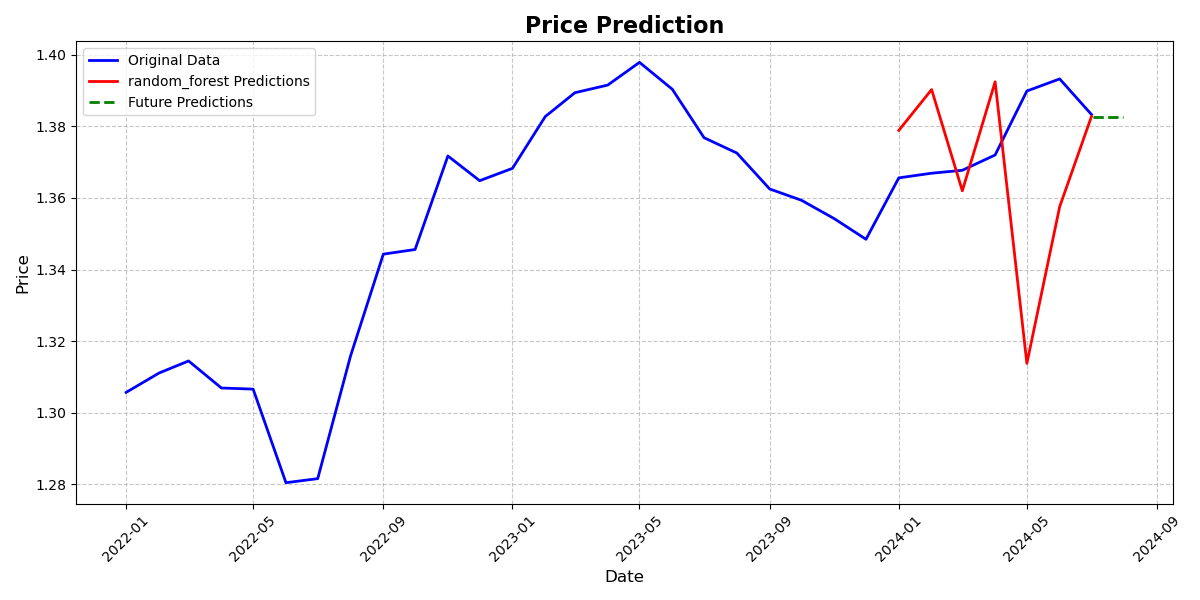 Price Prediction
Original Data
random_forest Predictions
Future Predictions
Price
1.40
1.38
1.36
1.34
1.32
1.30
1.28
2022-01
2022-05
2022-09
2023-01
2023-05
2023-09
2024-01
2024-05
2024-09
Date